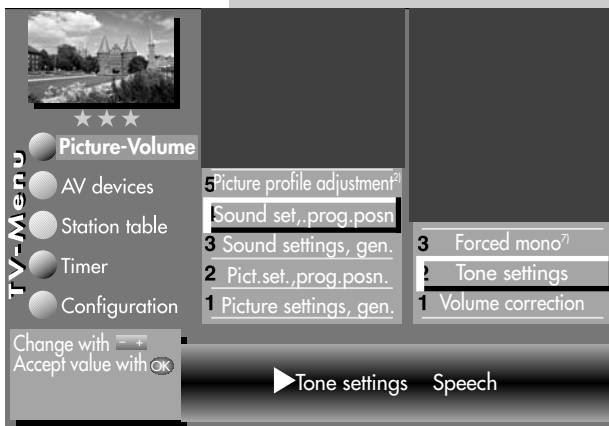 TV-Menu
Picture-Volume
AV devices
Station table
Timer
Configuration
5 Picture profile adjustment2)
Sound set,.prog.posn
3 Sound settings, gen.
2 Pict.set.,prog.posn.
1 Picture settings, gen.
3 Forced mono7)
2 Tone settings
1 Volume correction
Change with - +
Accept value with OK
Tone settings Speech